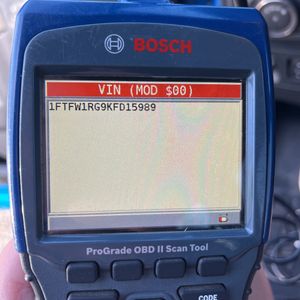 BOSCH
VIN (MOD $00)
1FTFW1RG9KFD15989
ProGrade OBD II Scan Tool
CODE